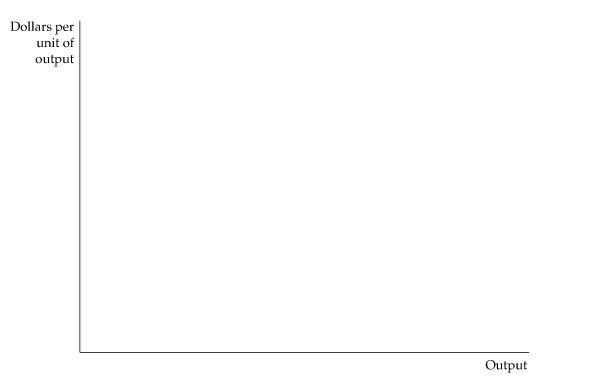 Dollars per
unit of
output
Output